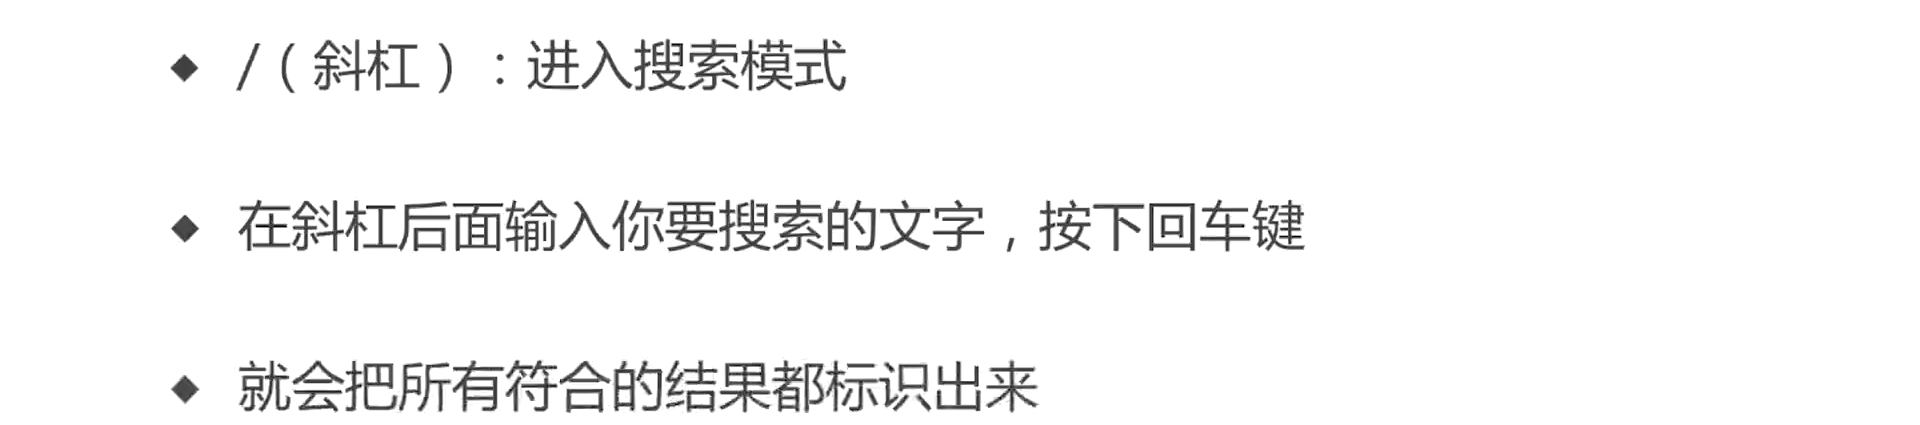 ◆ /（斜杠）：进入搜索模式
◆ 在斜杠后面输入你要搜索的文字，按下回车键
◆ 就会把所有符合的结果都标识出来